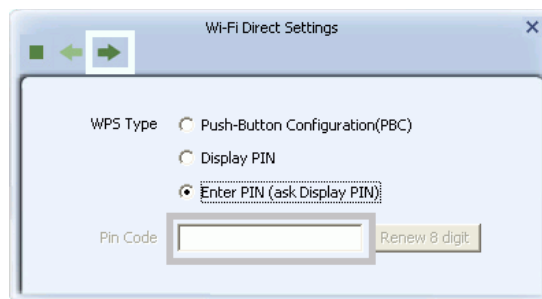 Wi-Fi Direct Settings
WPS Type
Push-Button Configuration(PBC)
Display PIN
Enter PIN (ask Display PIN)
Pin Code
Renew 8 digit